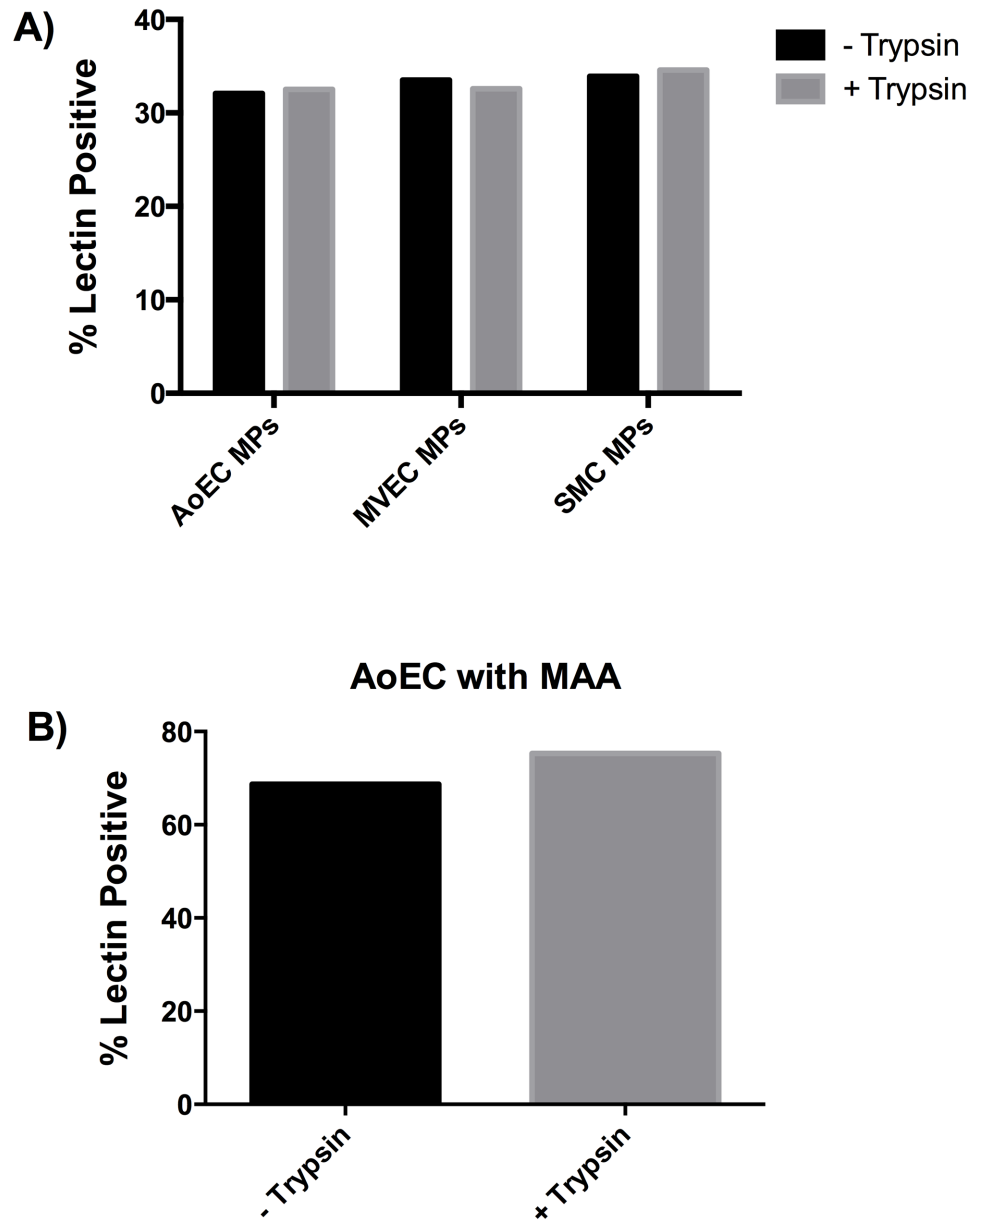 A)
% Lectin Positive
40
30
20
10
0
AoEC MPs
MVEC MPs
SMC MPs
- Trypsin
+ Trypsin
AoEC with MAA
B)
% Lectin Positive
80
60
40
20
0
- Trypsin
+ Trypsin